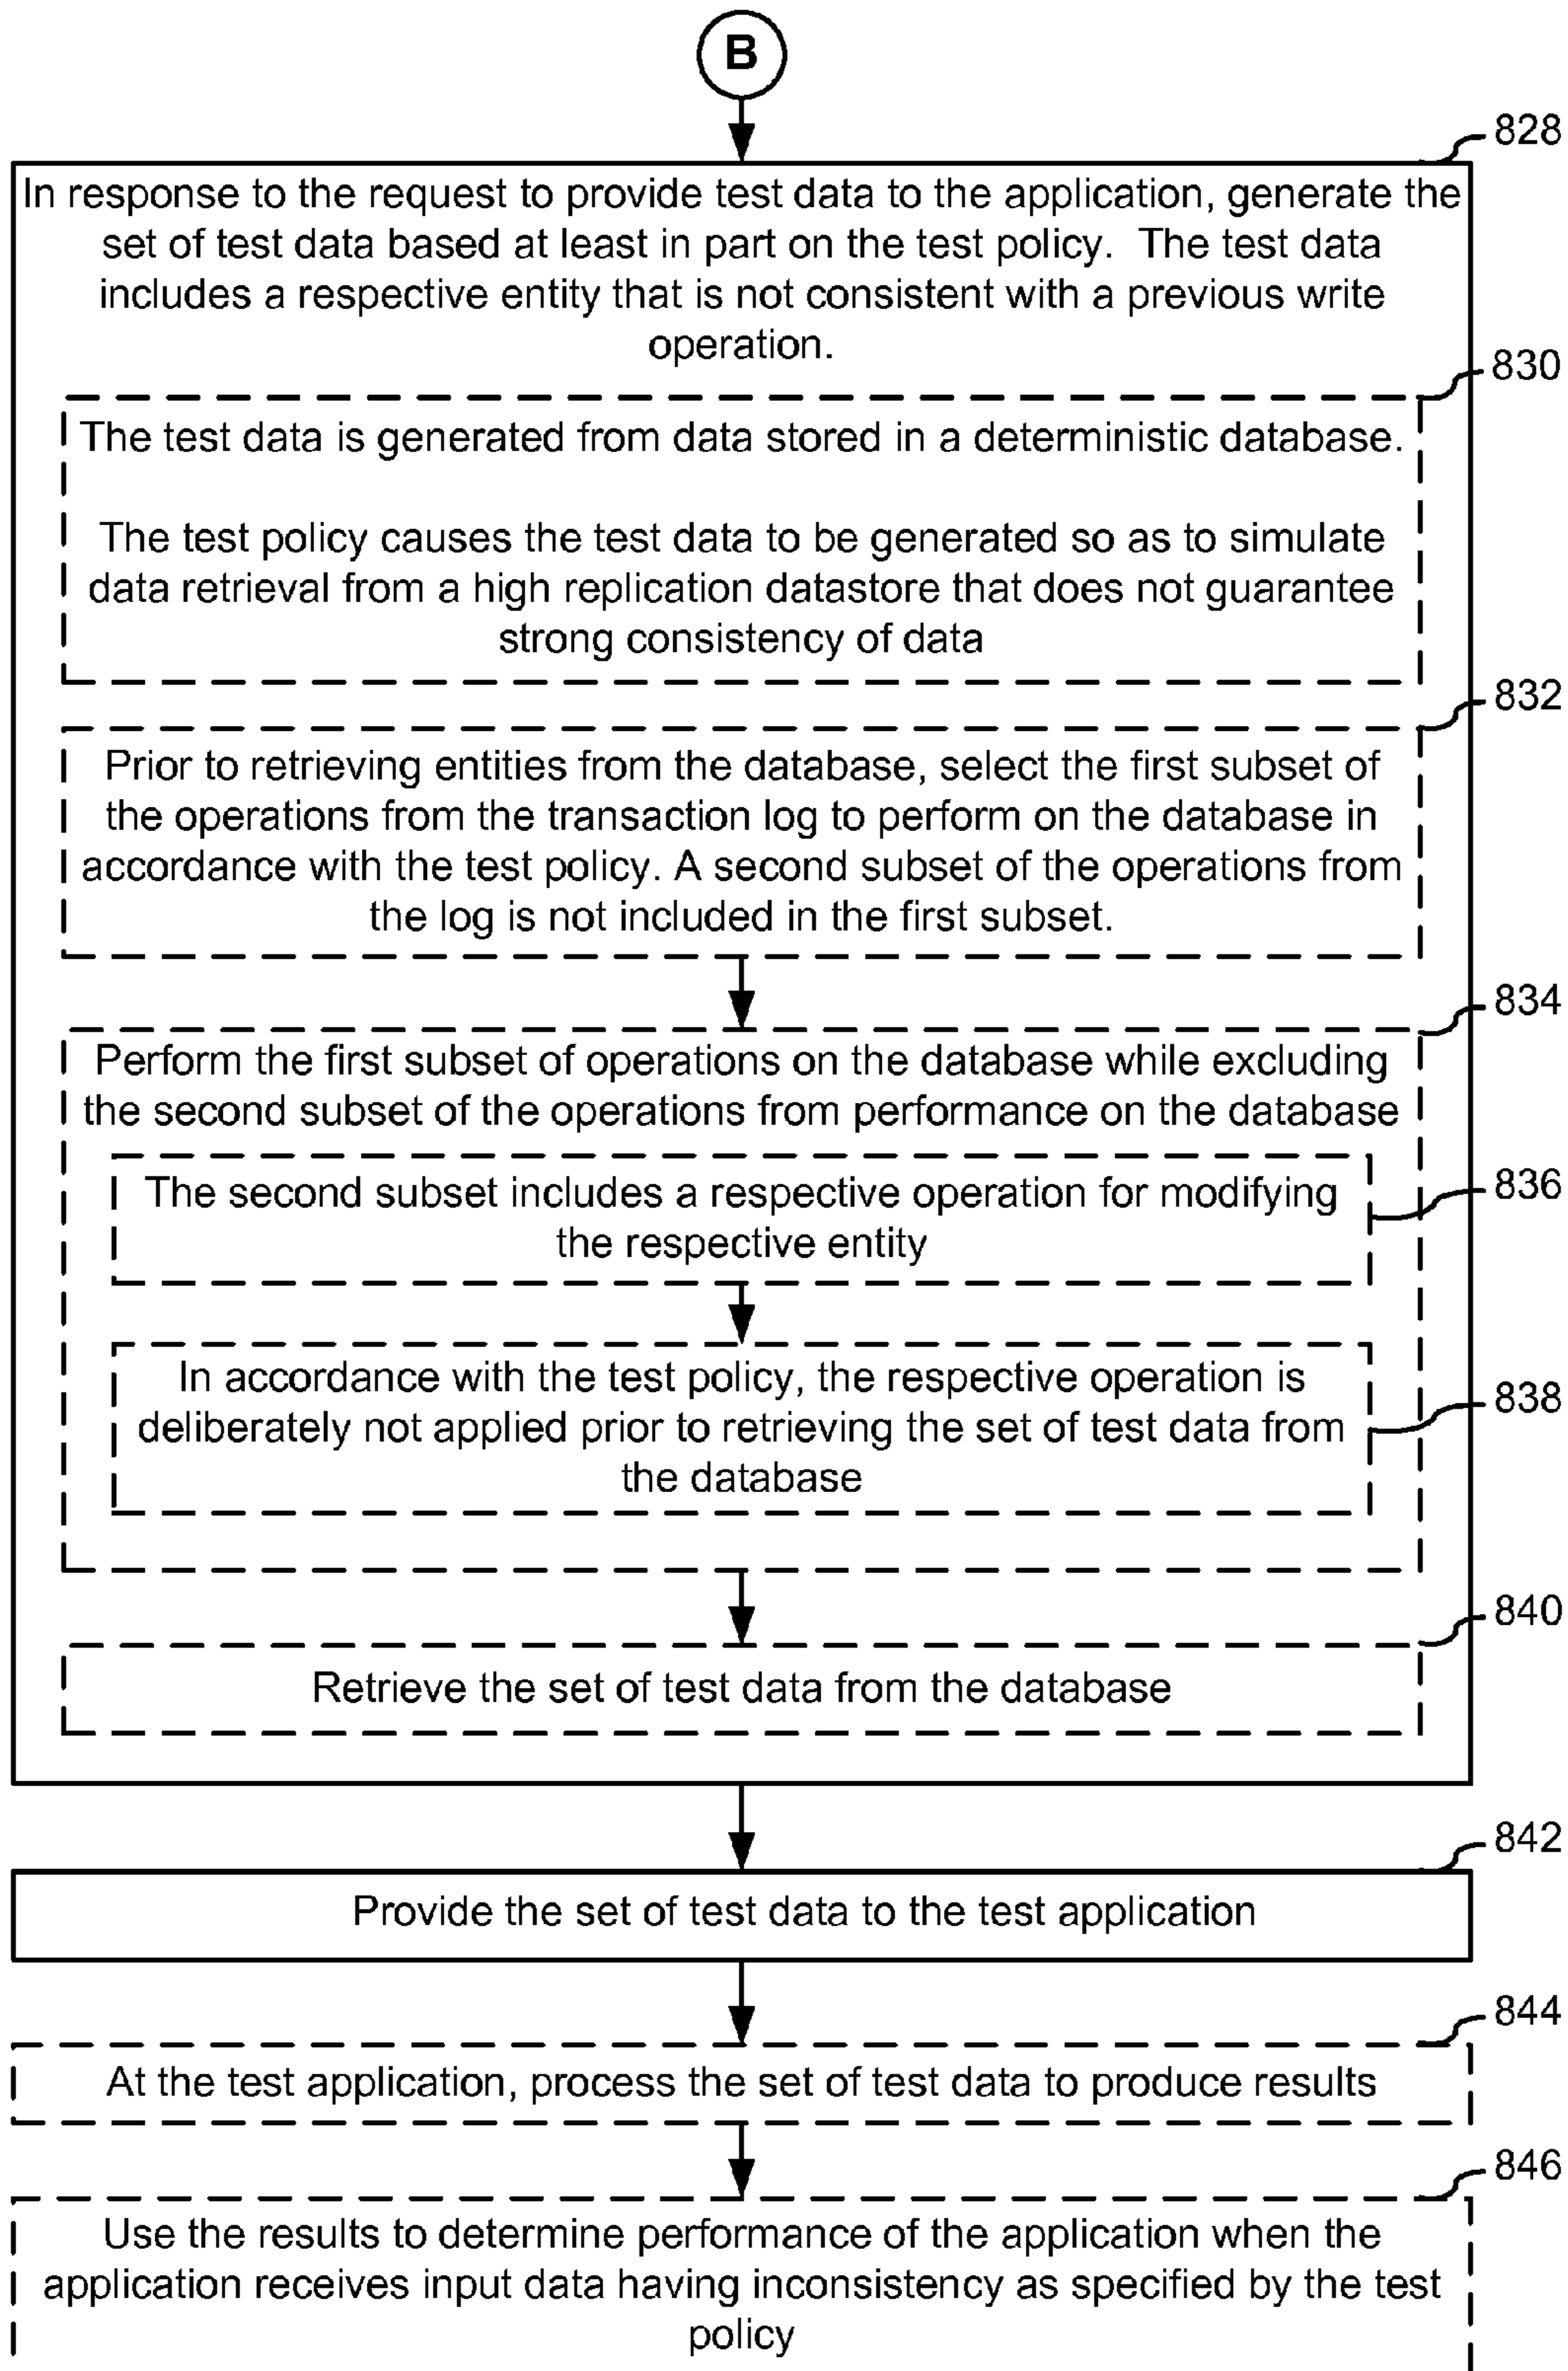 B
828
In response to the request to provide test data to the application, generate the
set of test data based at least in part on the test policy. The test data
includes a respective entity that is not consistent with a previous write
operation.
830
The test data is generated from data stored in a deterministic database.
The test policy causes the test data to be generated so as to simulate
data retrieval from a high replication datastore that does not guarantee
strong consistency of data
832
Prior to retrieving entities from the database, select the first subset of
the operations from the transaction log to perform on the database in
accordance with the test policy. A second subset of the operations from
the log is not included in the first subset.
834
Perform the first subset of operations on the database while excluding
the second subset of the operations from performance on the database
836
The second subset includes a respective operation for modifying
the respective entity
838
In accordance with the test policy, the respective operation is
deliberately not applied prior to retrieving the set of test data from
the database
840
Retrieve the set of test data from the database
842
Provide the set of test data to the test application
844
At the test application, process the set of test data to produce results
846
Use the results to determine performance of the application when the
application receives input data having inconsistency as specified by the test
policy